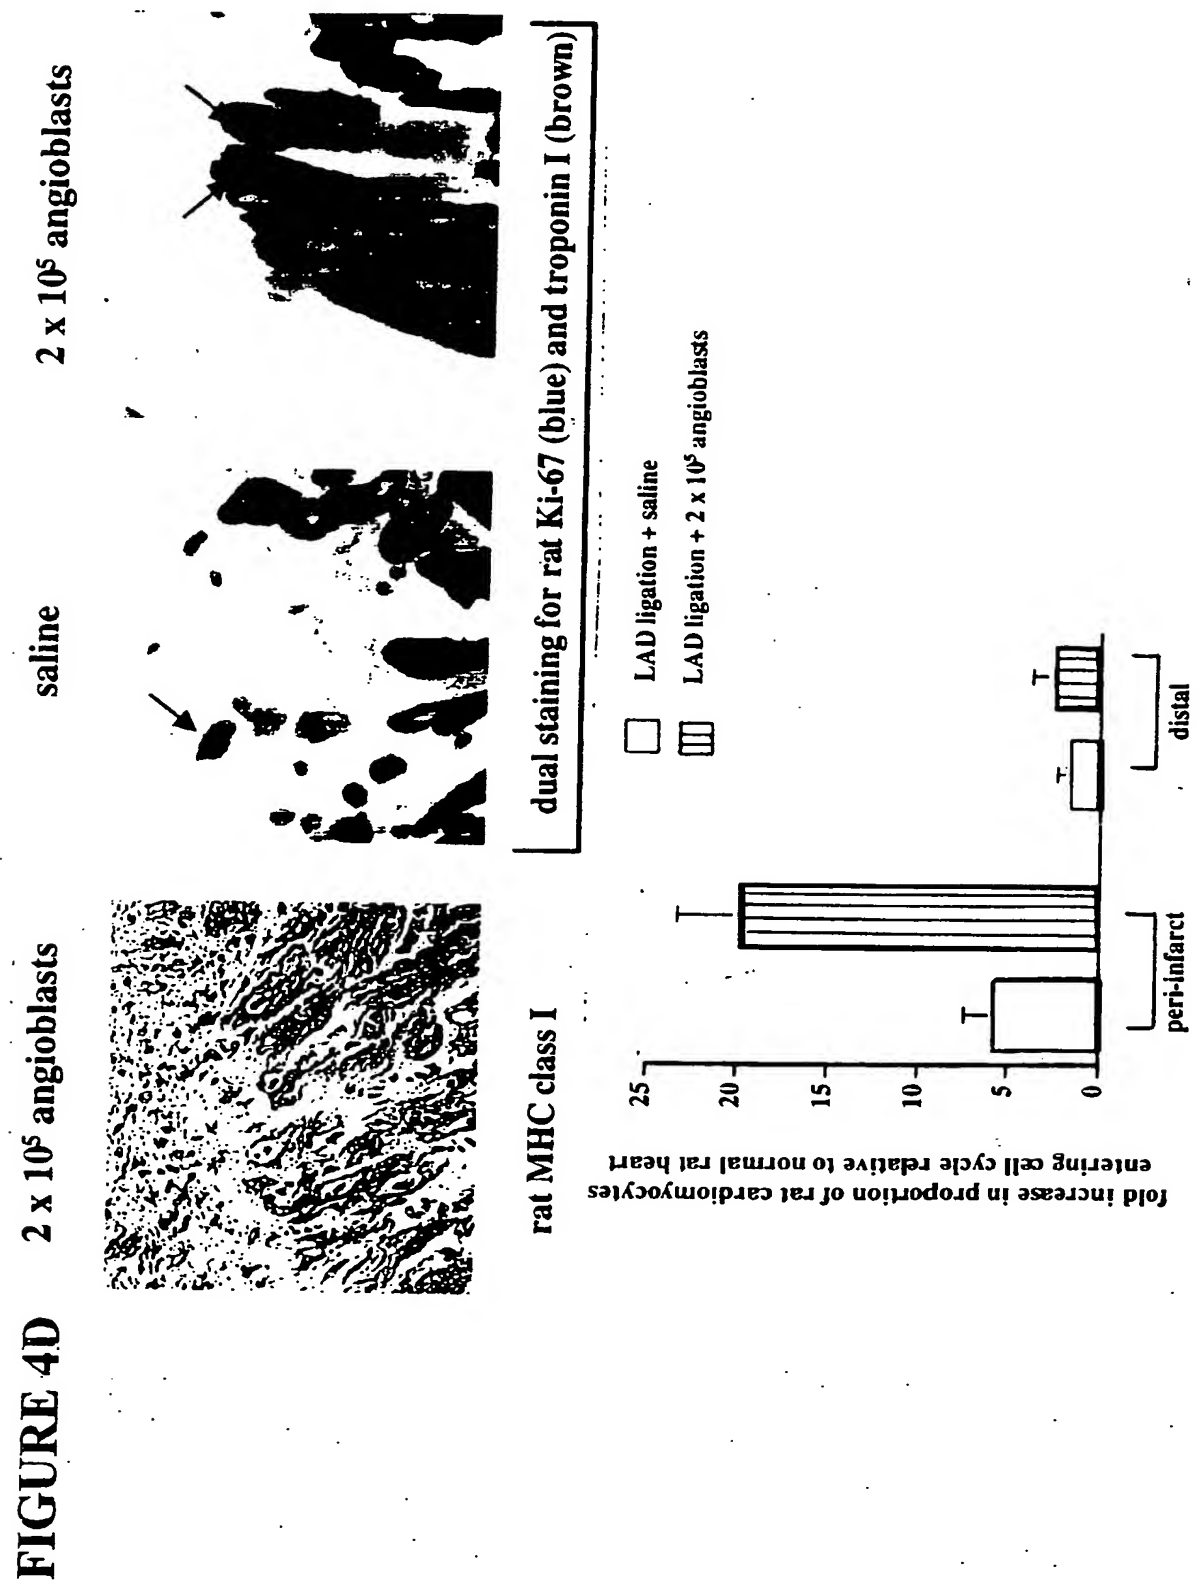 FIGURE 4D
2 x 10⁵ angioblasts
saline
2 x 10⁵ angioblasts
rat MHC class I
dual staining for rat Ki-67 (blue) and troponin I (brown)
LAD ligation + saline
LAD ligation + 2 x 10⁵ angioblasts
fold increase in proportion of rat cardiomyocytes
entering cell cycle relative to normal rat heart
25
20
15
10
5
0
peri-infarct
distal